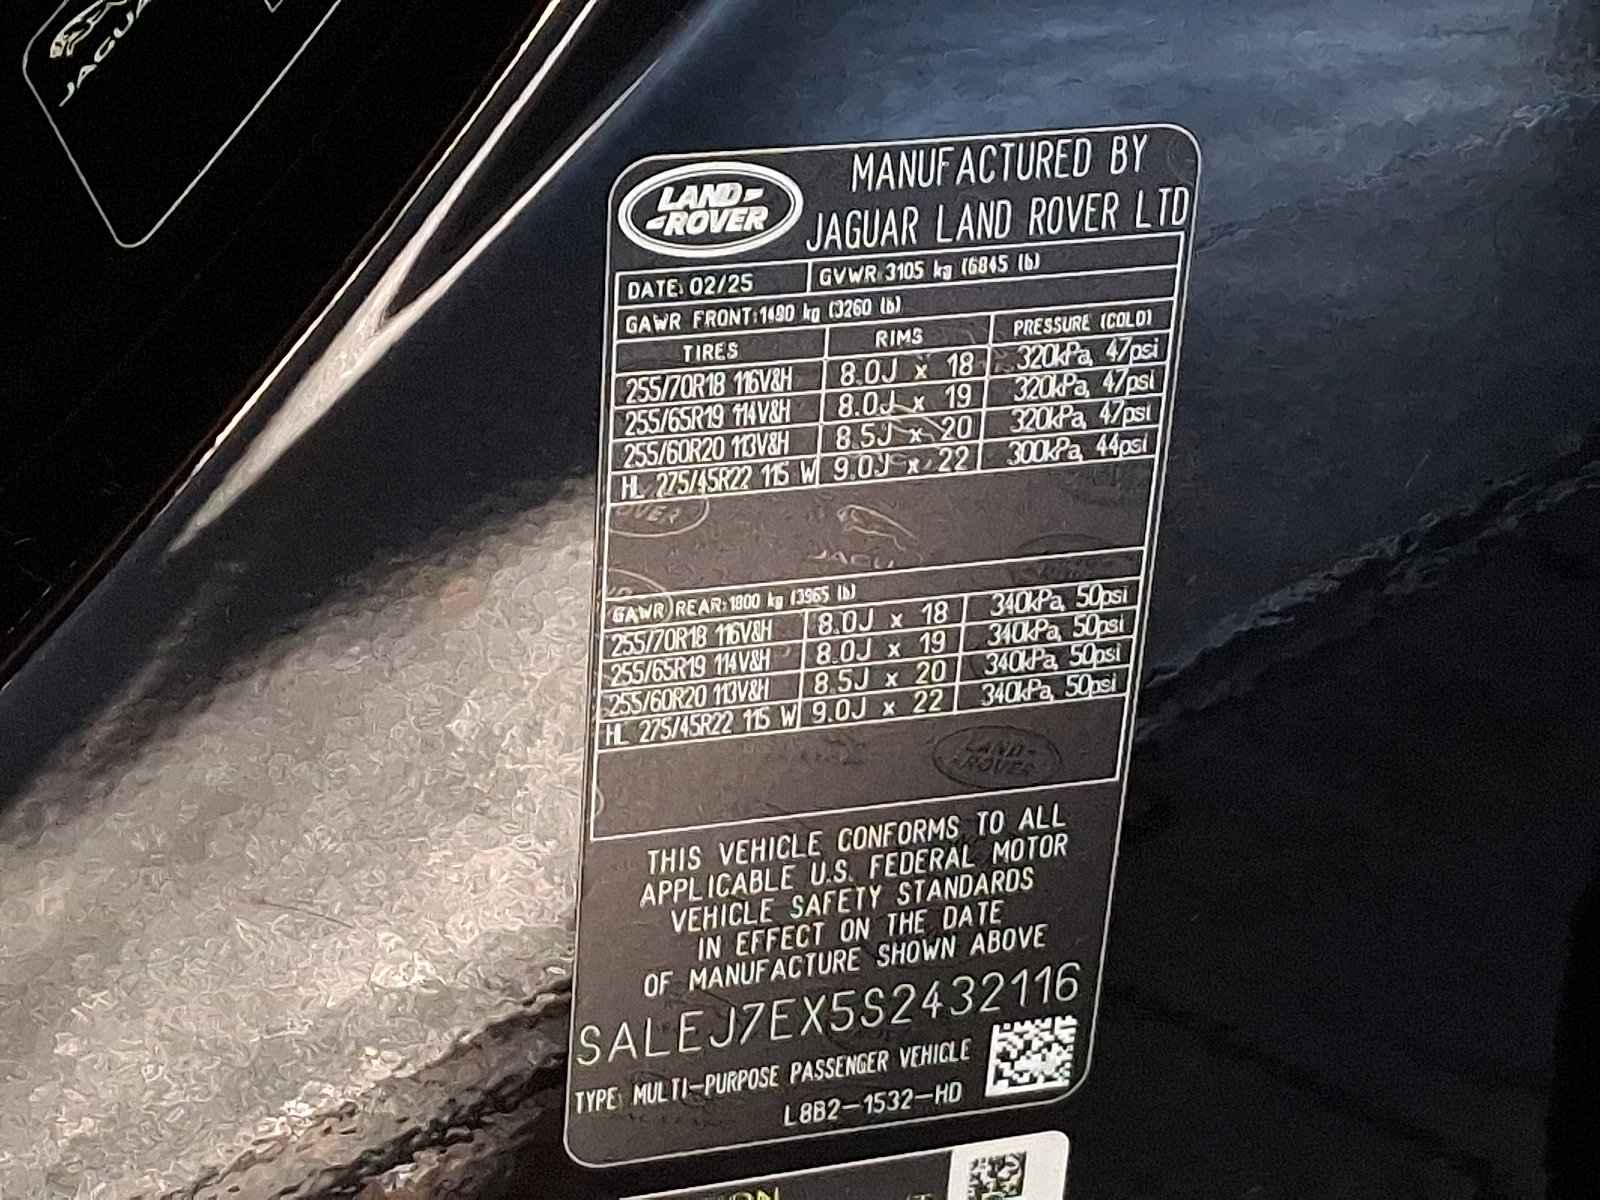 LAND ROVER
MANUFACTURED BY
JAGUAR LAND ROVER LTD
DATE: 02/25 GVWR:3105 kg (6845 lb)
GAWR FRONT:1480 kg (3260 lb)
TIRES RIMS PRESSURE (COLD)
255/70R18 116V&H 8.0J x 18 320kPa, 47psi
255/65R19 114V&H 8.0J x 19 320kPa, 47psi
255/60R20 113V&H 8.5J x 20 320kPa, 47psi
HL 275/45R22 115 W 9.0J x 22 300kPa, 44psi
GAWR REAR:1800 kg (3965 lb)
255/70R18 116V&H 8.0J x 18 340kPa, 50psi
255/65R19 114V&H 8.0J x 19 340kPa, 50psi
255/60R20 113V&H 8.5J x 20 340kPa, 50psi
HL 275/45R22 115 W 9.0J x 22 340kPa, 50psi
LAND ROVER
THIS VEHICLE CONFORMS TO ALL
APPLICABLE U.S. FEDERAL MOTOR
VEHICLE SAFETY STANDARDS
IN EFFECT ON THE DATE
OF MANUFACTURE SHOWN ABOVE
SALEJ7EX5S2432116
TYPE: MULTI-PURPOSE PASSENGER VEHICLE
L8B2-1532-HD